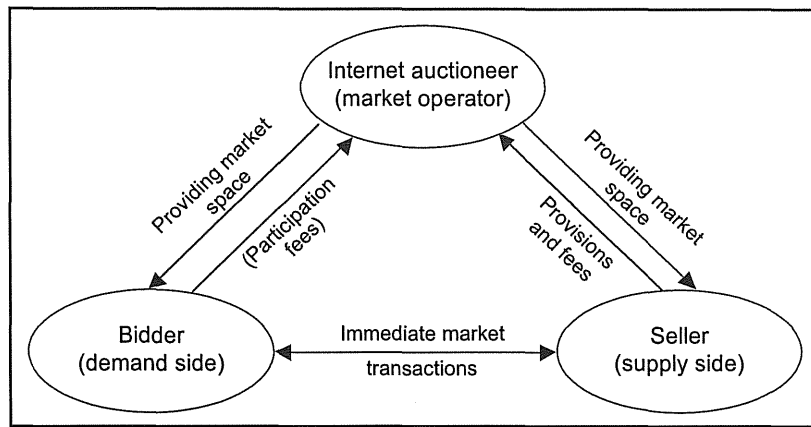 Internet auctioneer
(market operator)
Providing market
space
(Participation
fees)
Provisions
and fees
Providing market
space
Bidder
(demand side)
Immediate market
transactions
Seller
(supply side)